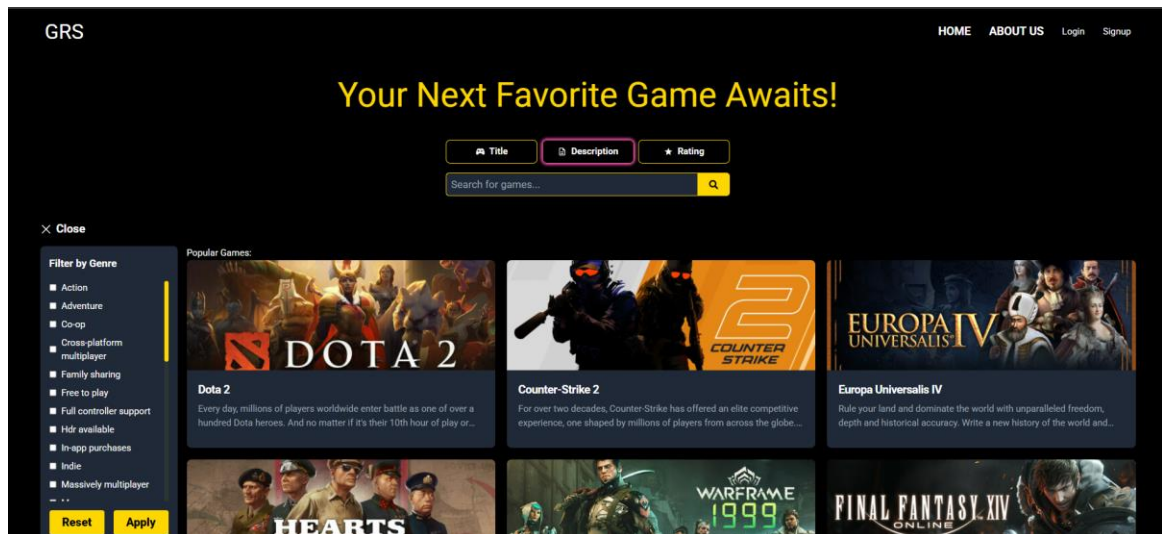 GRS
HOME ABOUT US Login Signup
Your Next Favorite Game Awaits!
Title Description Rating
Search for games...
Close
Filter by Genre
Action
Adventure
Co-op
Cross-platform
multiplayer
Family sharing
Free to play
Full controller support
Hdr available
In-app purchases
Indie
Massively multiplayer
Reset Apply
Popular Games:
DOTA 2
Dota 2
Every day, millions of players worldwide enter battle as one of over a
hundred Dota heroes. And no matter if it's their 10th hour of play or...
2
COUNTER
STRIKE
Counter-Strike 2
For over two decades, Counter-Strike has offered an elite competitive
experience, one shaped by millions of players from across the globe....
EUROPA
UNIVERSALIS IV
Europa Universalis IV
Rule your land and dominate the world with unparalleled freedom,
depth and historical accuracy. Write a new history of the world and...
HEARTS
WARFRAME
1999
FINAL FANTASY XIV
ONLINE